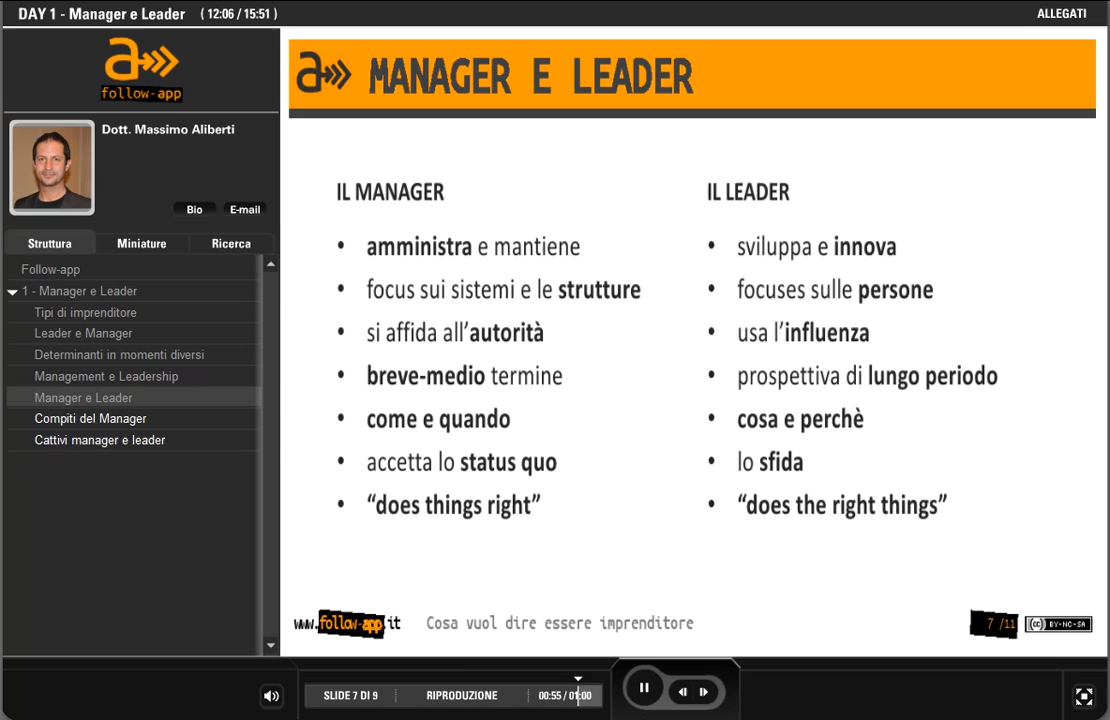 DAY 1 - Manager e Leader ( 12:06 / 15:51 )
ALLEGATI
a
follow-app
Dott. Massimo Aliberti
Bio E-mail
Struttura Miniature Ricerca
Follow-app
1 - Manager e Leader
Tipi di imprenditore
Leader e Manager
Determinanti in momenti diversi
Management e Leadership
Manager e Leader
Compiti del Manager
Cattivi manager e leader
a MANAGER E LEADER
IL MANAGER
• amministra e mantiene
• focus sui sistemi e le strutture
• si affida all'autorità
• breve-medio termine
• come e quando
• accetta lo status quo
• “does things right”
IL LEADER
• sviluppa e innova
• focuses sulle persone
• usa l'influenza
• prospettiva di lungo periodo
• cosa e perchè
• lo sfida
• “does the right things”
www.follow-app.it Cosa vuol dire essere imprenditore 7 /11 (cc) BY-NC-SA
SLIDE 7 DI 9 RIPRODUZIONE 00:55 / 01:00